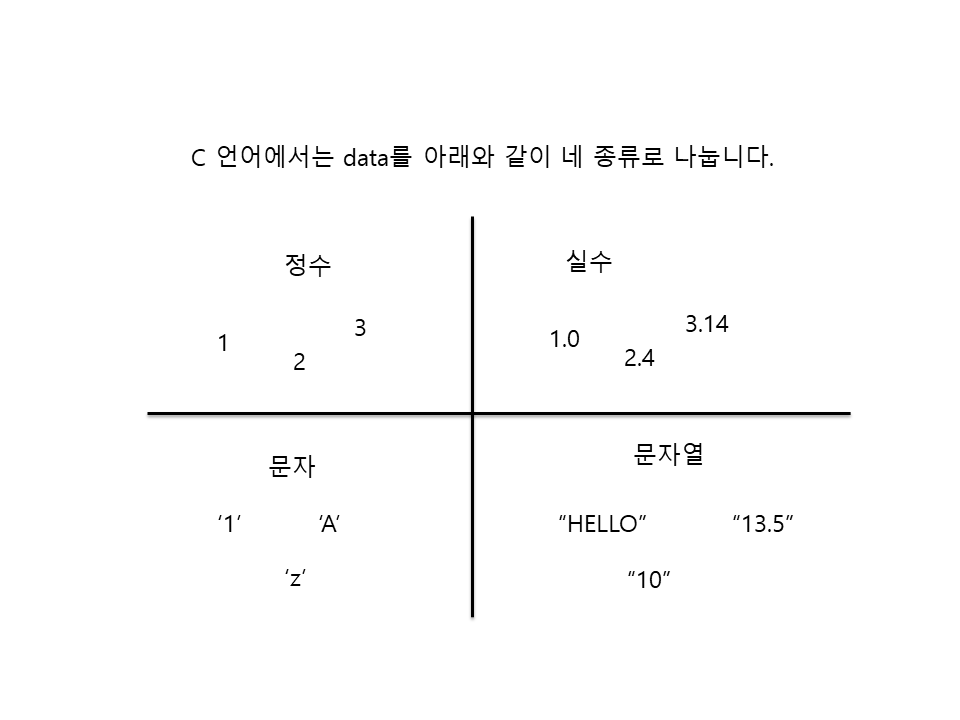 C 언어에서는 data를 아래와 같이 네 종류로 나눕니다.
정수
1
2
3
실수
1.0
2.4
3.14
문자
‘1’
‘A’
‘z’
문자열
“HELLO”
“13.5”
“10”